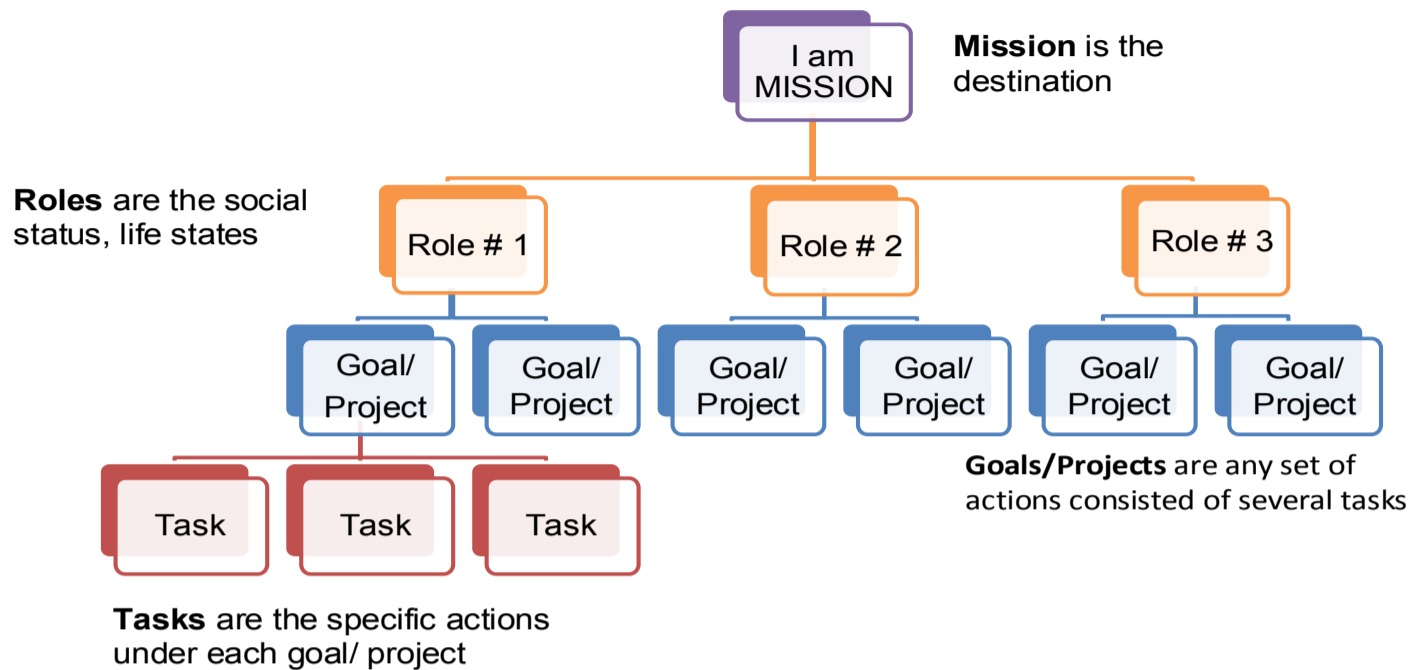 I am
MISSION
Mission is the
destination
Roles are the social
status, life states
Role # 1
Role # 2
Role # 3
Goal/
Project
Goal/
Project
Goal/
Project
Goal/
Project
Goal/
Project
Goal/
Project
Goals/Projects are any set of
actions consisted of several tasks
Task
Task
Task
Tasks are the specific actions
under each goal/ project